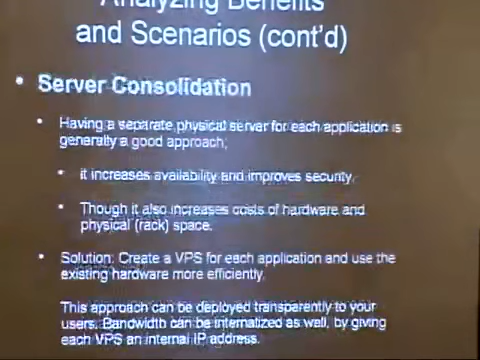 Analyzing Benefits
and Scenarios (cont'd)
• Server Consolidation
• Having a separate physical server for each application is
generally a good approach;
• it increases availability and improves security.
• Though it also increases costs of hardware and
physical (rack) space.
• Solution: Create a VPS for each application and use the
existing hardware more efficiently.
This approach can be deployed transparently to your
users. Bandwidth can be internalized as well, by giving
each VPS an internal IP address.